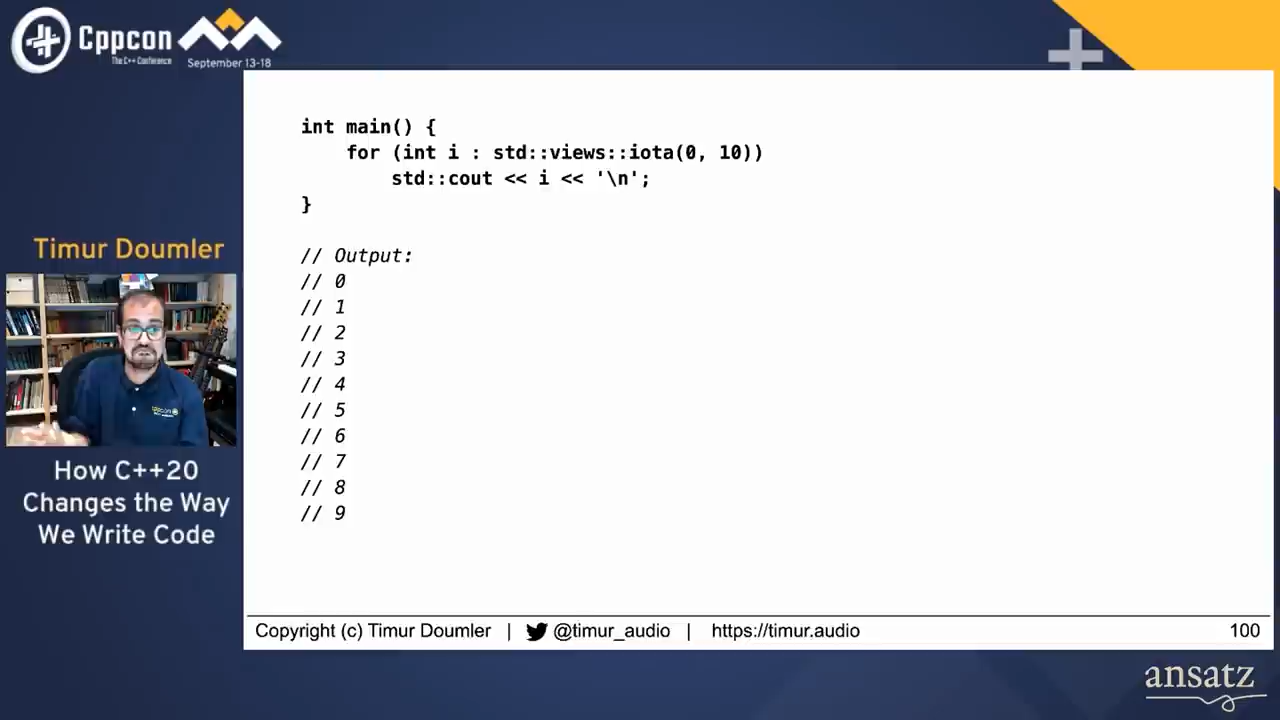 Cppcon
The C++ Conference
September 13-18
int main() {
for (int i : std::views::iota(0, 10))
std::cout << i << '\n';
}
// Output:
// 0
// 1
// 2
// 3
// 4
// 5
// 6
// 7
// 8
// 9
Timur Doumler
How C++20
Changes the Way
We Write Code
Copyright (c) Timur Doumler | @timur_audio | https://timur.audio
100
ansatz